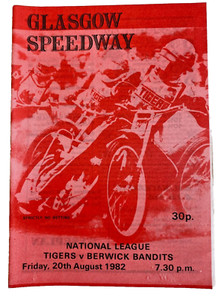 GLASGOW
SPEEDWAY
TIGERS
30p.
NATIONAL LEAGUE
TIGERS v BERWICK BANDITS
Friday, 20th August 1982 7.30 p.m.